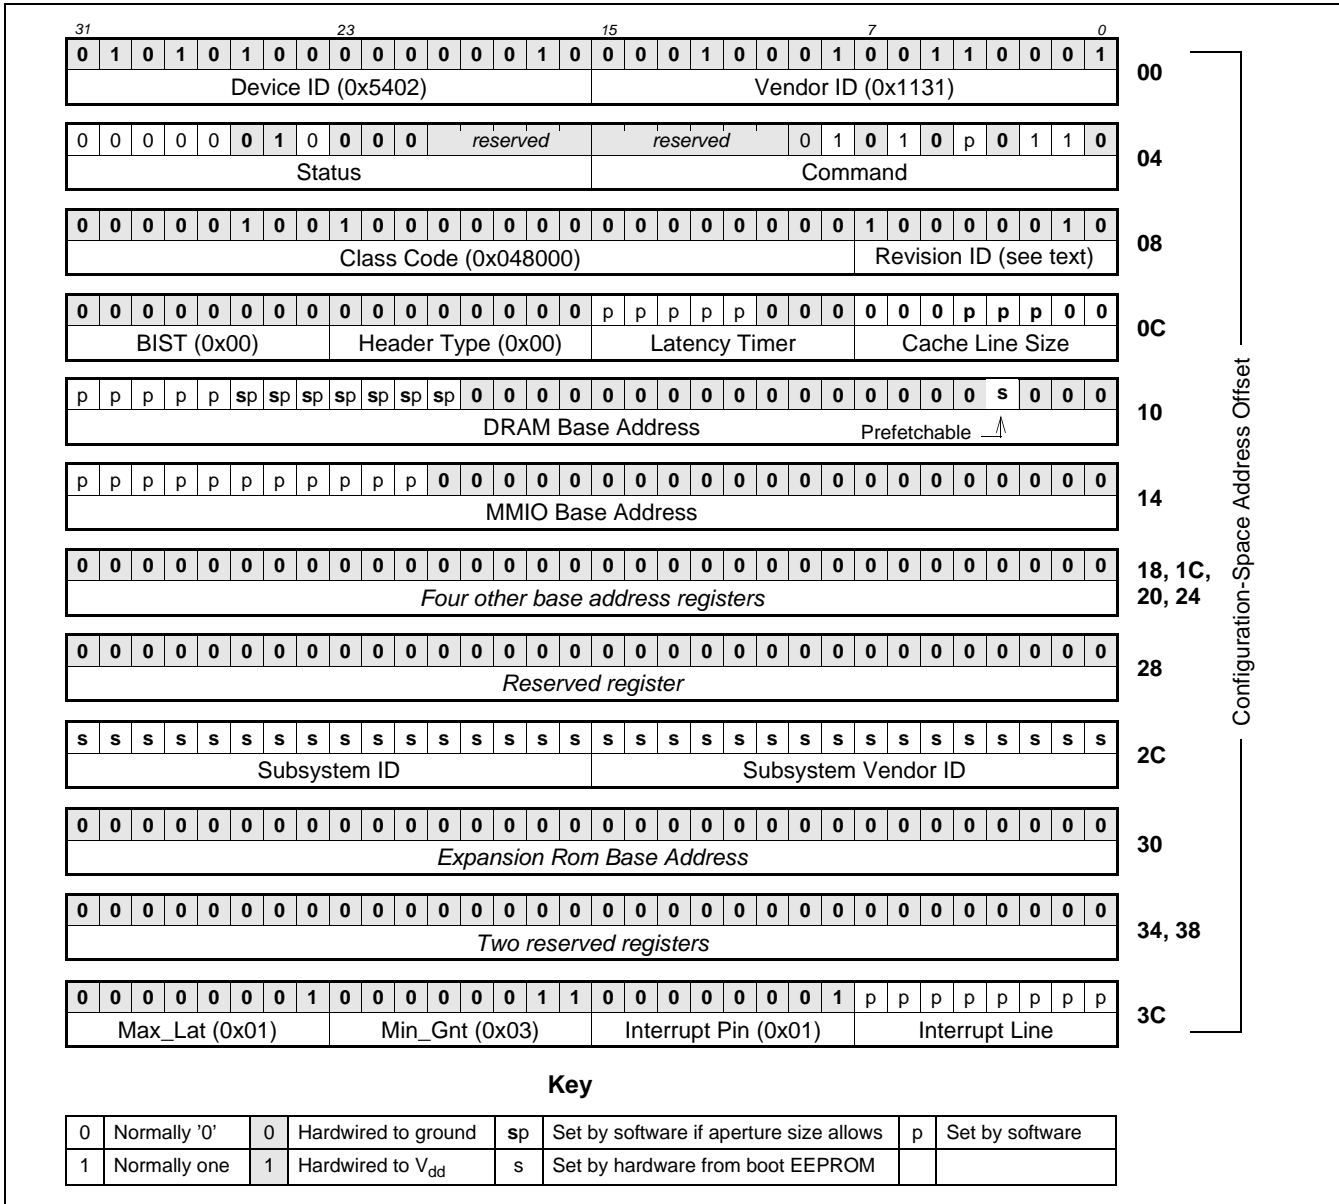 31 23 15 7 0
0 1 0 1 0 1 0 0 0 0 0 0 0 0 1 0 0 0 0 1 0 0 0 1 0 0 1 1 0 0 0 1
Device ID (0x5402) Vendor ID (0x1131)
00
0 0 0 0 0 0 1 0 0 0 0 reserved reserved 0 1 0 1 0 p 0 1 1 0
Status Command
04
0 0 0 0 0 1 0 0 1 0 0 0 0 0 0 0 0 0 0 0 0 0 0 0 1 0 0 0 0 0 1 0
Class Code (0x048000) Revision ID (see text)
08
0 0 0 0 0 0 0 0 0 0 0 0 0 0 0 0 p p p p p 0 0 0 0 0 0 p p p 0 0
BIST (0x00) Header Type (0x00) Latency Timer Cache Line Size
0C
p p p p p sp sp sp sp sp sp sp 0 0 0 0 0 0 0 0 0 0 0 0 0 0 0 0 s 0 0 0
DRAM Base Address Prefetchable
10
p p p p p p p p p p p 0 0 0 0 0 0 0 0 0 0 0 0 0 0 0 0 0 0 0 0 0
MMIO Base Address
14
0 0 0 0 0 0 0 0 0 0 0 0 0 0 0 0 0 0 0 0 0 0 0 0 0 0 0 0 0 0 0 0
Four other base address registers
18, 1C,
20, 24
0 0 0 0 0 0 0 0 0 0 0 0 0 0 0 0 0 0 0 0 0 0 0 0 0 0 0 0 0 0 0 0
Reserved register
28
s s s s s s s s s s s s s s s s s s s s s s s s s s s s s s s s
Subsystem ID Subsystem Vendor ID
2C
0 0 0 0 0 0 0 0 0 0 0 0 0 0 0 0 0 0 0 0 0 0 0 0 0 0 0 0 0 0 0 0
Expansion Rom Base Address
30
0 0 0 0 0 0 0 0 0 0 0 0 0 0 0 0 0 0 0 0 0 0 0 0 0 0 0 0 0 0 0 0
Two reserved registers
34, 38
0 0 0 0 0 0 0 1 0 0 0 0 0 0 1 1 0 0 0 0 0 0 0 1 p p p p p p p p
Max_Lat (0x01) Min_Gnt (0x03) Interrupt Pin (0x01) Interrupt Line
3C
Configuration-Space Address Offset
Key
0 Normally '0' 0 Hardwired to ground sp Set by software if aperture size allows p Set by software
1 Normally one 1 Hardwired to Vdd s Set by hardware from boot EEPROM